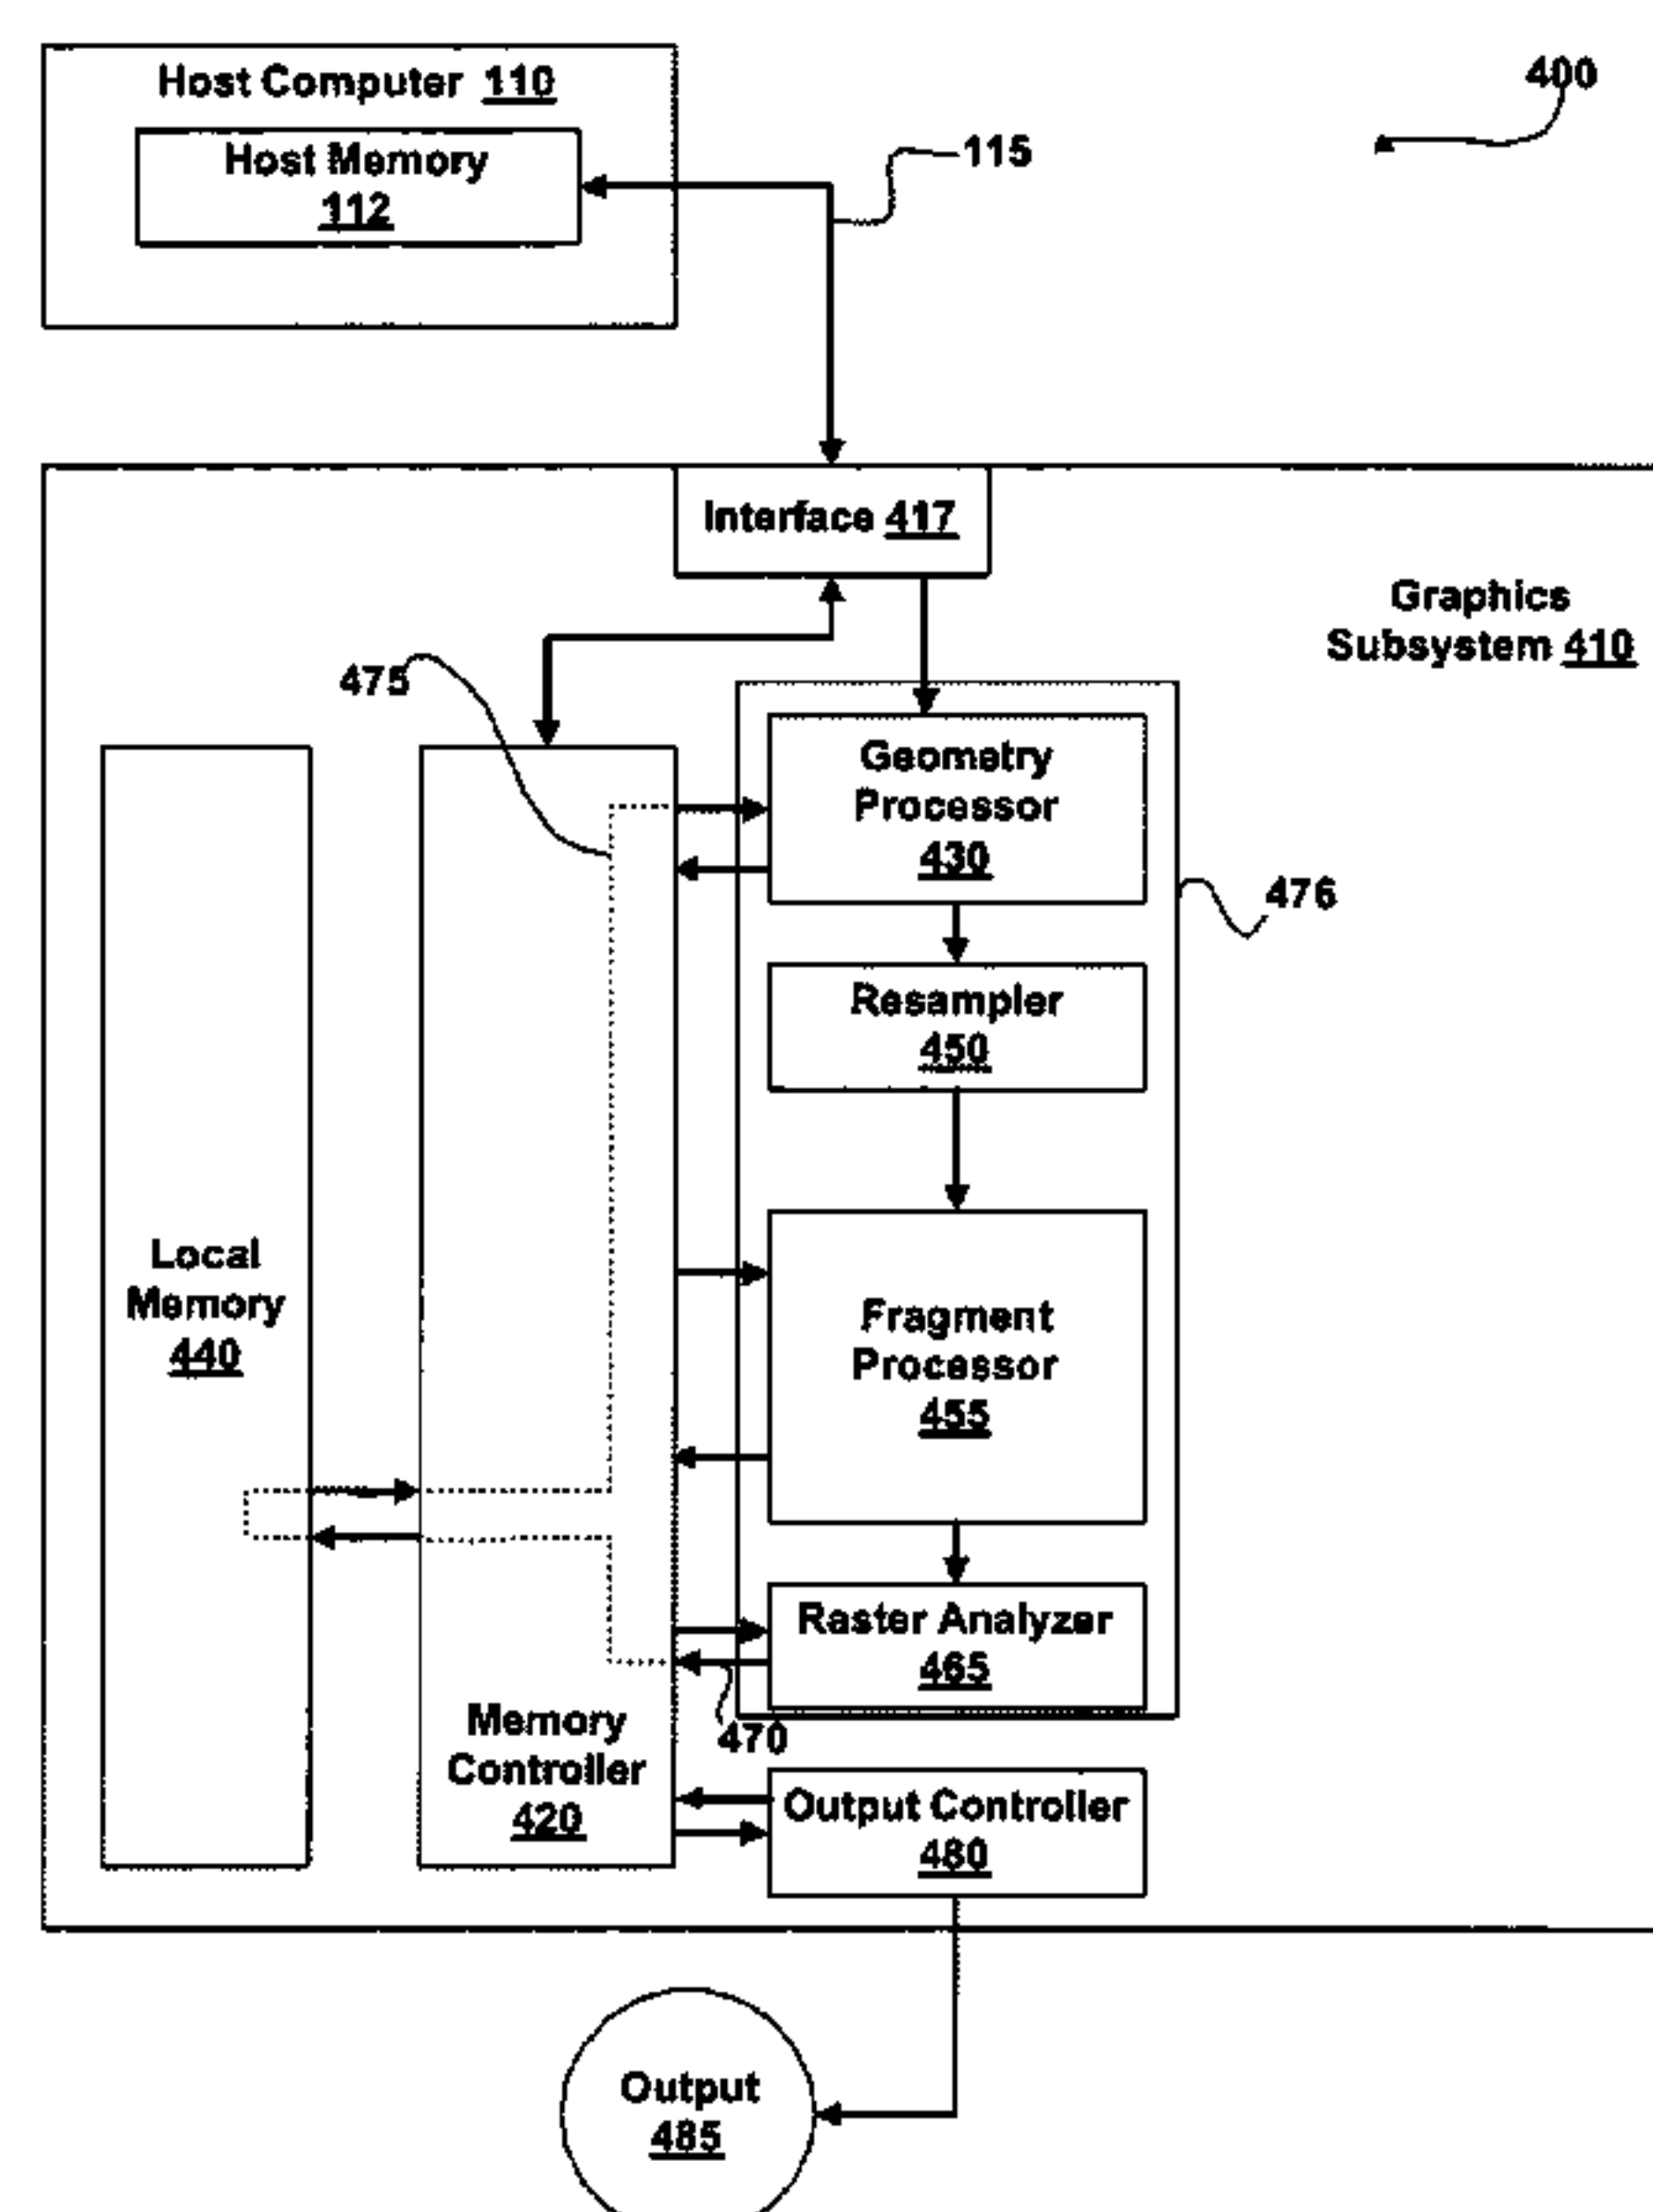 Host Computer 110
400
Host Memory
112
115
Interface 417
Graphics
Subsystem 410
475
Geometry
Processor
430
476
Resampler
450
Local
Memory
440
Fragment
Processor
455
Raster Analyzer
465
470
Memory
Controller
420
Output Controller
480
Output
485